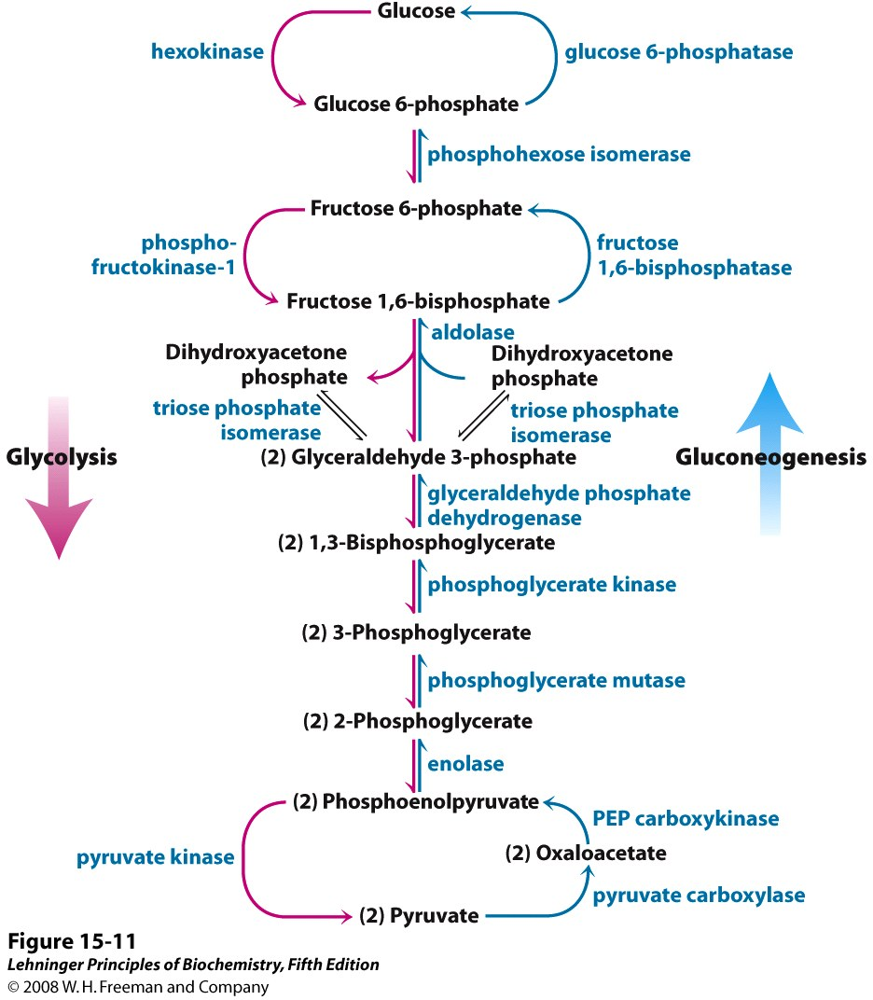 Glucose
hexokinase
glucose 6-phosphatase
Glucose 6-phosphate
phosphohexose isomerase
Fructose 6-phosphate
phospho-
fructokinase-1
fructose
1,6-bisphosphatase
Fructose 1,6-bisphosphate
aldolase
Dihydroxyacetone
phosphate
Dihydroxyacetone
phosphate
triose phosphate
isomerase
triose phosphate
isomerase
Glycolysis
(2) Glyceraldehyde 3-phosphate
Gluconeogenesis
glyceraldehyde phosphate
dehydrogenase
(2) 1,3-Bisphosphoglycerate
phosphoglycerate kinase
(2) 3-Phosphoglycerate
phosphoglycerate mutase
(2) 2-Phosphoglycerate
enolase
(2) Phosphoenolpyruvate
PEP carboxykinase
pyruvate kinase
(2) Oxaloacetate
pyruvate carboxylase
(2) Pyruvate
Figure 15-11
Lehninger Principles of Biochemistry, Fifth Edition
© 2008 W. H. Freeman and Company